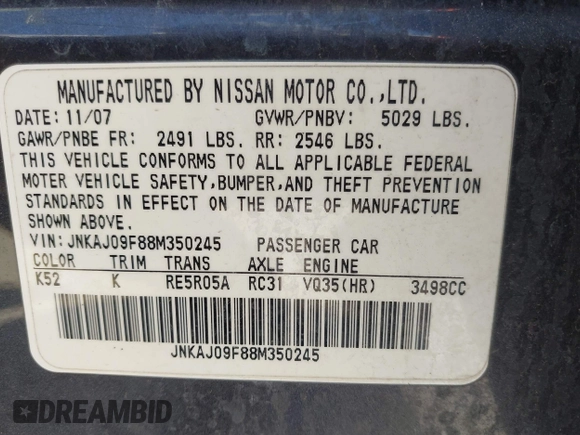 MANUFACTURED BY NISSAN MOTOR CO.,LTD.
DATE: 11/07 GVWR/PNBV: 5029 LBS.
GAWR/PNBE FR: 2491 LBS. RR: 2546 LBS.
THIS VEHICLE CONFORMS TO ALL APPLICABLE FEDERAL
MOTOR VEHICLE SAFETY,BUMPER,AND THEFT PREVENTION
STANDARDS IN EFFECT ON THE DATE OF MANUFACTURE
SHOWN ABOVE.
VIN: JNKAJ09F88M350245 PASSENGER CAR
COLOR TRIM TRANS AXLE ENGINE
K52 K RE5R05A RC31 VQ35(HR) 3498CC
JNKAJ09F88M350245
DREAMBID